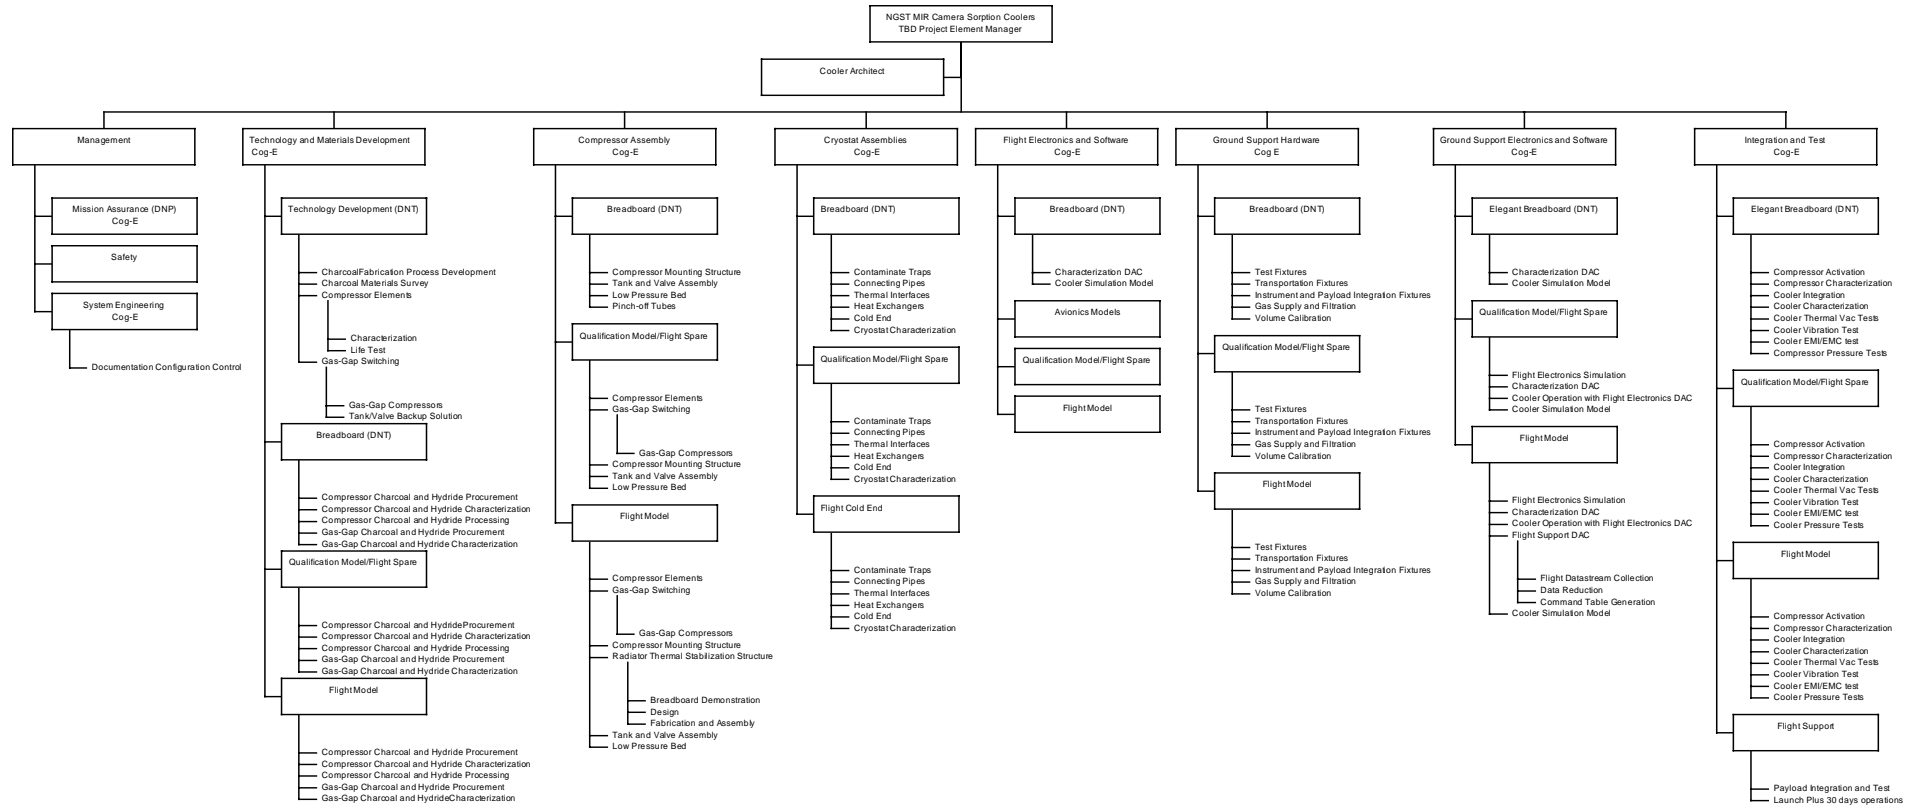 NGST MIR Camera Sorption Coolers
TBD Project Element Manager
Cooler Architect
Management
Mission Assurance (DNP)
Cog-E
Safety
System Engineering
Cog-E
Documentation Configuration Control
Technology and Materials Development
Cog-E
Technology Development (DNT)
CharcoalFabrication Process Development
Charcoal Materials Survey
Compressor Elements
Characterization
Life Test
Gas-Gap Switching
Gas-Gap Compressors
Tank/Valve Backup Solution
Breadboard (DNT)
Compressor Charcoal and Hydride Procurement
Compressor Charcoal and Hydride Characterization
Compressor Charcoal and Hydride Processing
Gas-Gap Charcoal and Hydride Procurement
Gas-Gap Charcoal and Hydride Characterization
Qualification Model/Flight Spare
Compressor Charcoal and HydrideProcurement
Compressor Charcoal and Hydride Characterization
Compressor Charcoal and Hydride Processing
Gas-Gap Charcoal and Hydride Procurement
Gas-Gap Charcoal and Hydride Characterization
Flight Model
Compressor Charcoal and Hydride Procurement
Compressor Charcoal and Hydride Characterization
Compressor Charcoal and Hydride Processing
Gas-Gap Charcoal and Hydride Procurement
Gas-Gap Charcoal and HydrideCharacterization
Compressor Assembly
Cog-E
Breadboard (DNT)
Compressor Mounting Structure
Tank and Valve Assembly
Low Pressure Bed
Pinch-off Tubes
Qualification Model/Flight Spare
Compressor Elements
Gas-Gap Switching
Gas-Gap Compressors
Compressor Mounting Structure
Tank and Valve Assembly
Low Pressure Bed
Flight Model
Compressor Elements
Gas-Gap Switching
Gas-Gap Compressors
Compressor Mounting Structure
Radiator Thermal Stabilization Structure
Breadboard Demonstration
Design
Fabrication and Assembly
Tank and Valve Assembly
Low Pressure Bed
Cryostat Assemblies
Cog-E
Breadboard (DNT)
Contaminate Traps
Connecting Pipes
Thermal Interfaces
Heat Exchangers
Cold End
Cryostat Characterization
Qualification Model/Flight Spare
Contaminate Traps
Connecting Pipes
Thermal Interfaces
Heat Exchangers
Cold End
Cryostat Characterization
Flight Cold End
Contaminate Traps
Connecting Pipes
Thermal Interfaces
Heat Exchangers
Cold End
Cryostat Characterization
Flight Electronics and Software
Cog-E
Breadboard (DNT)
Characterization DAC
Cooler Simulation Model
Avionics Models
Qualification Model/Flight Spare
Flight Model
Ground Support Hardware
Cog E
Breadboard (DNT)
Test Fixtures
Transportation Fixtures
Instrument and Payload Integration Fixtures
Gas Supply and Filtration
Volume Calibration
Qualification Model/Flight Spare
Test Fixtures
Transportation Fixtures
Instrument and Payload Integration Fixtures
Gas Supply and Filtration
Volume Calibration
Flight Model
Test Fixtures
Transportation Fixtures
Instrument and Payload Integration Fixtures
Gas Supply and Filtration
Volume Calibration
Ground Support Electronics and Software
Cog-E
Elegant Breadboard (DNT)
Characterization DAC
Cooler Simulation Model
Qualification Model/Flight Spare
Flight Electronics Simulation
Characterization DAC
Cooler Operation with Flight Electronics DAC
Cooler Simulation Model
Flight Model
Flight Electronics Simulation
Characterization DAC
Cooler Operation with Flight Electronics DAC
Flight Support DAC
Flight Datastream Collection
Data Reduction
Command Table Generation
Cooler Simulation Model
Integration and Test
Cog-E
Elegant Breadboard (DNT)
Compressor Activation
Compressor Characterization
Cooler Integration
Cooler Characterization
Cooler Thermal Vac Tests
Cooler Vibration Test
Cooler EMI/EMC test
Compressor Pressure Tests
Qualification Model/Flight Spare
Compressor Activation
Compressor Characterization
Cooler Integration
Cooler Characterization
Cooler Thermal Vac Tests
Cooler Vibration Test
Cooler EMI/EMC test
Cooler Pressure Tests
Flight Model
Compressor Activation
Compressor Characterization
Cooler Integration
Cooler Characterization
Cooler Thermal Vac Tests
Cooler Vibration Test
Cooler EMI/EMC test
Cooler Pressure Tests
Flight Support
Payload Integration and Test
Launch Plus 30 days operations